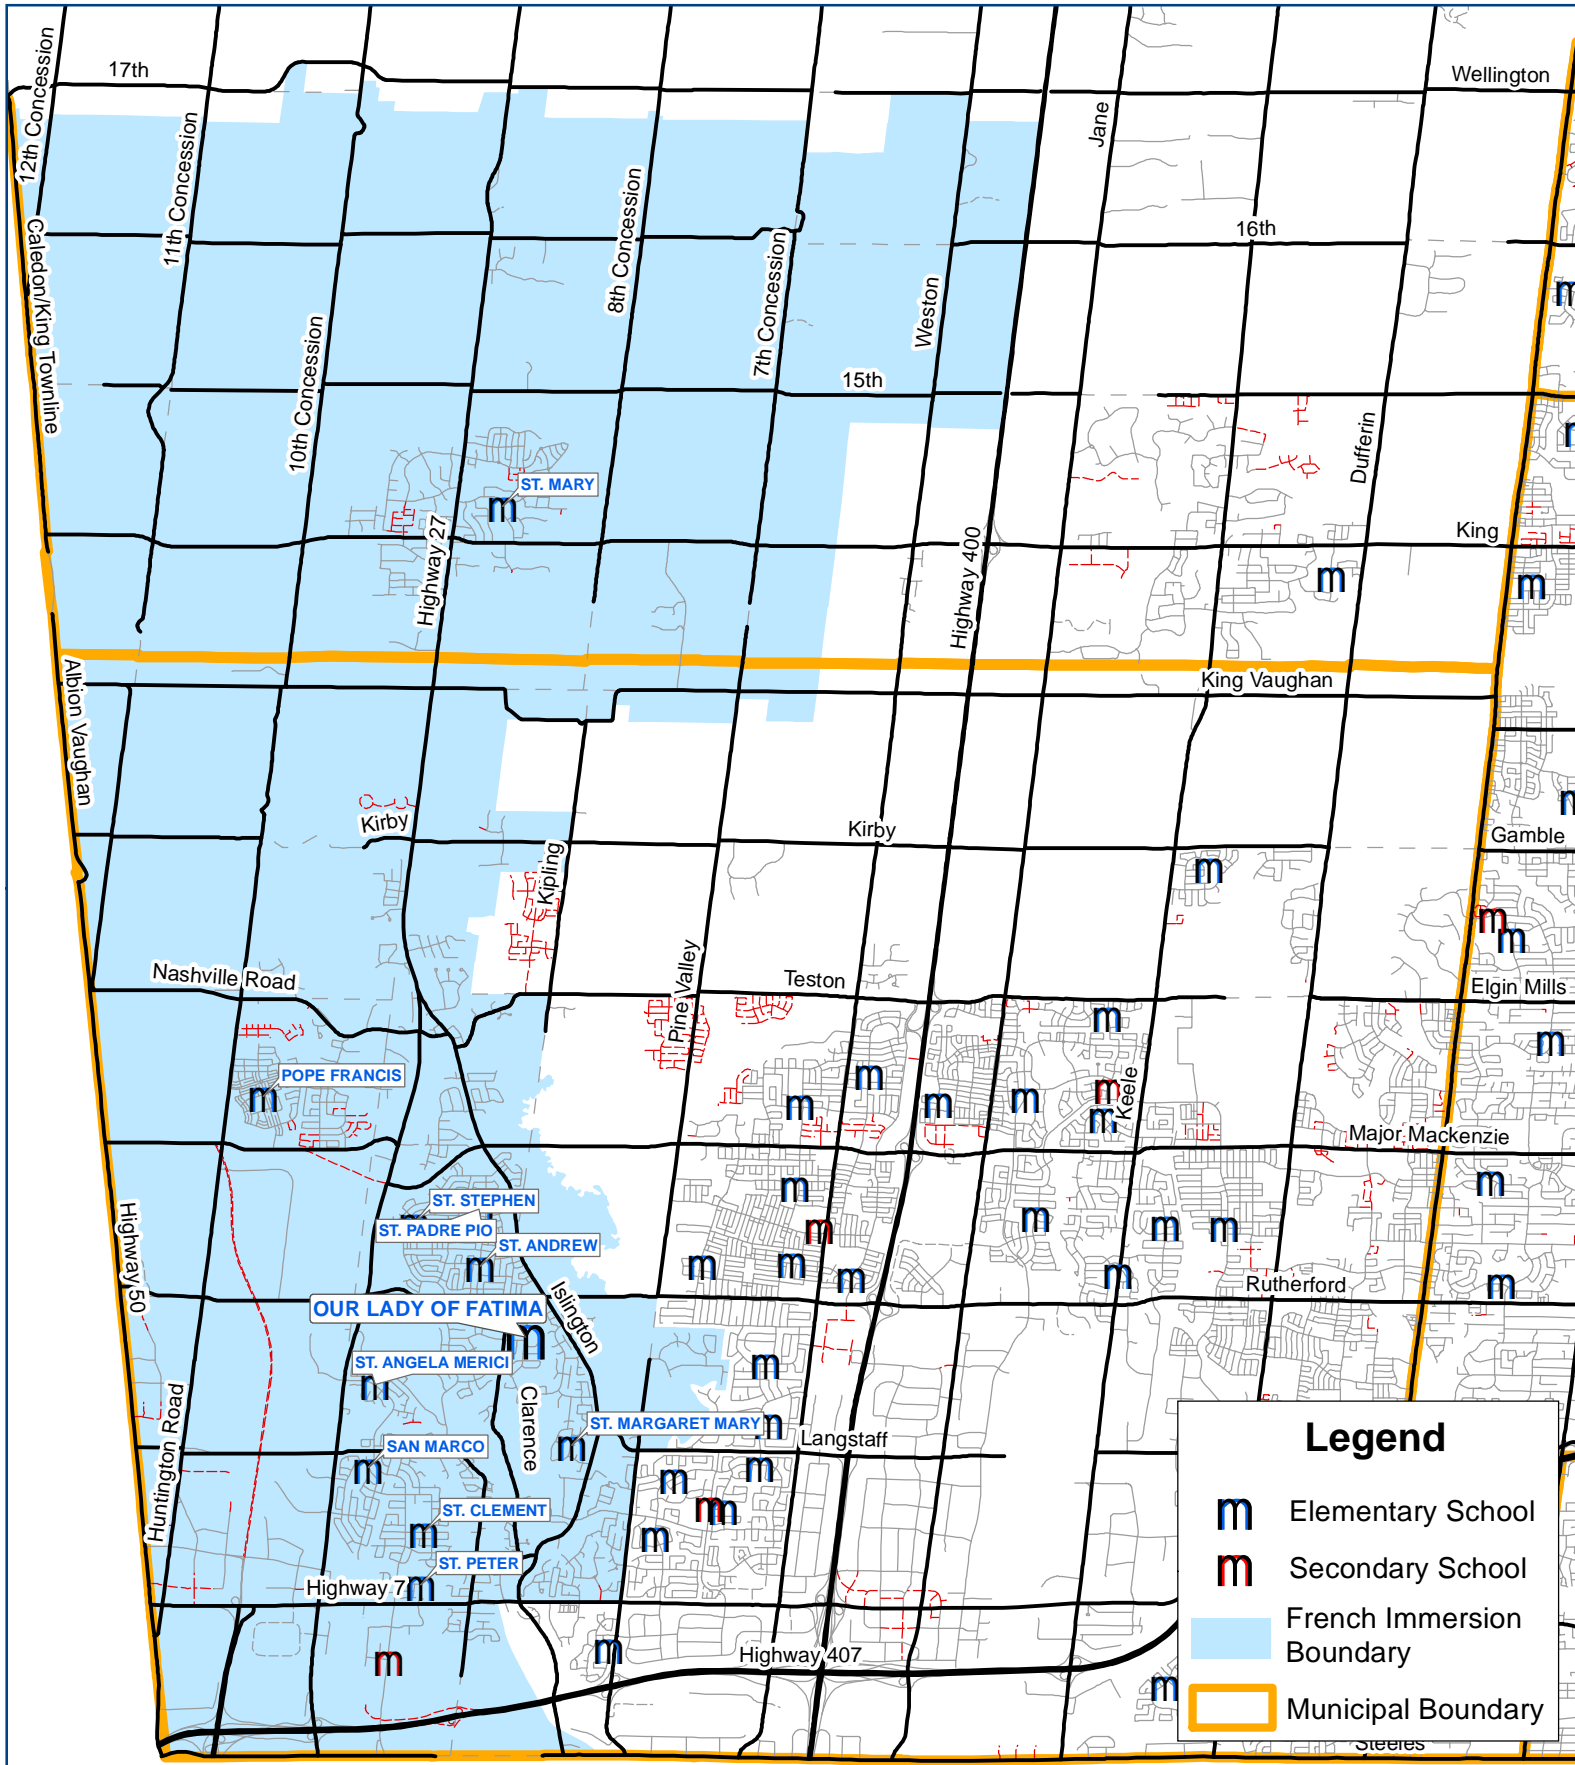 17th
Wellington
12th Concession
11th Concession
Jane
8th Concession
16th
7th Concession
Weston
Caledon/King Townline
10th Concession
15th
Dufferin
ST. MARY
King
Highway 27
Highway 400
King Vaughan
Albion Vaughan
Kirby
Kirby
Gamble
Kipling
Pine Valley
Nashville Road
Teston
Elgin Mills
POPE FRANCIS
Keele
Major Mackenzie
ST. STEPHEN
ST. PADRE PIO
ST. ANDREW
Highway 50
Islington
Rutherford
OUR LADY OF FATIMA
ST. ANGELA MERICI
Clarence
ST. MARGARET MARY
Langstaff
Huntington Road
SAN MARCO
ST. CLEMENT
ST. PETER
Highway 7
Highway 407
Legend
m Elementary School
m Secondary School
French Immersion
Boundary
Municipal Boundary
Steeles